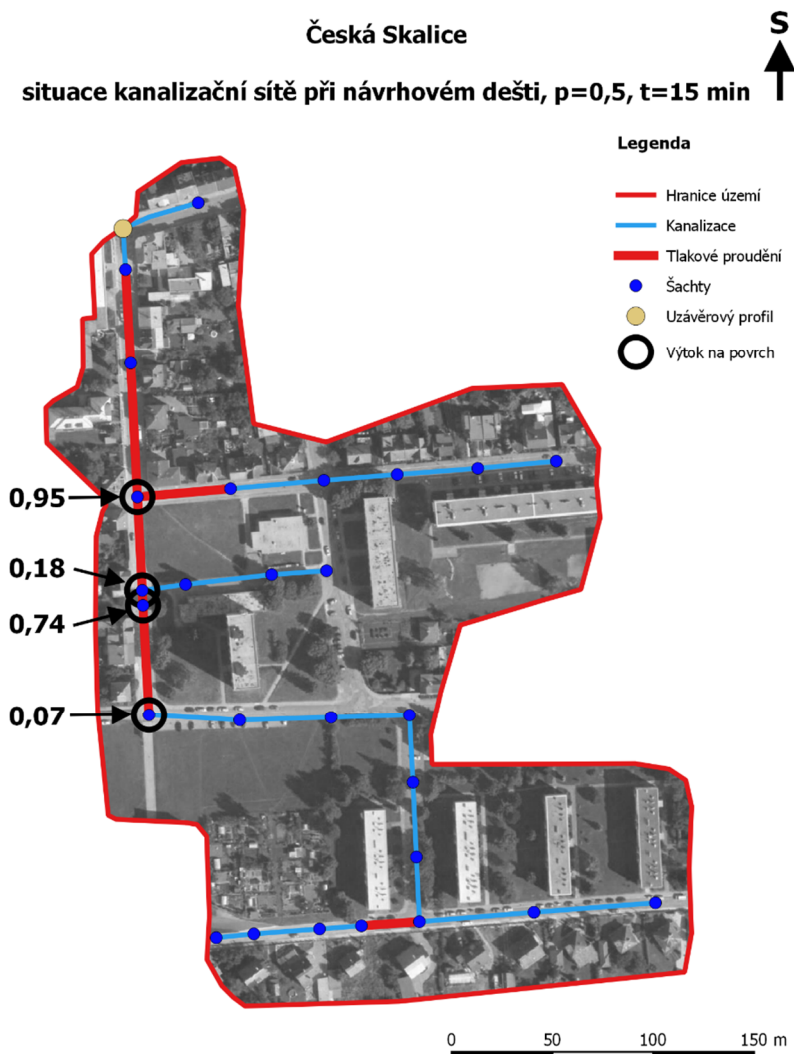 Česká Skalice
situace kanalizační sítě při návrhovém dešti, p=0,5, t=15 min
S
Legenda
Hranice území
Kanalizace
Tlakové proudění
Šachty
Uzávěrový profil
Výtok na povrch
0,95
0,18
0,74
0,07
0 50 100 150 m